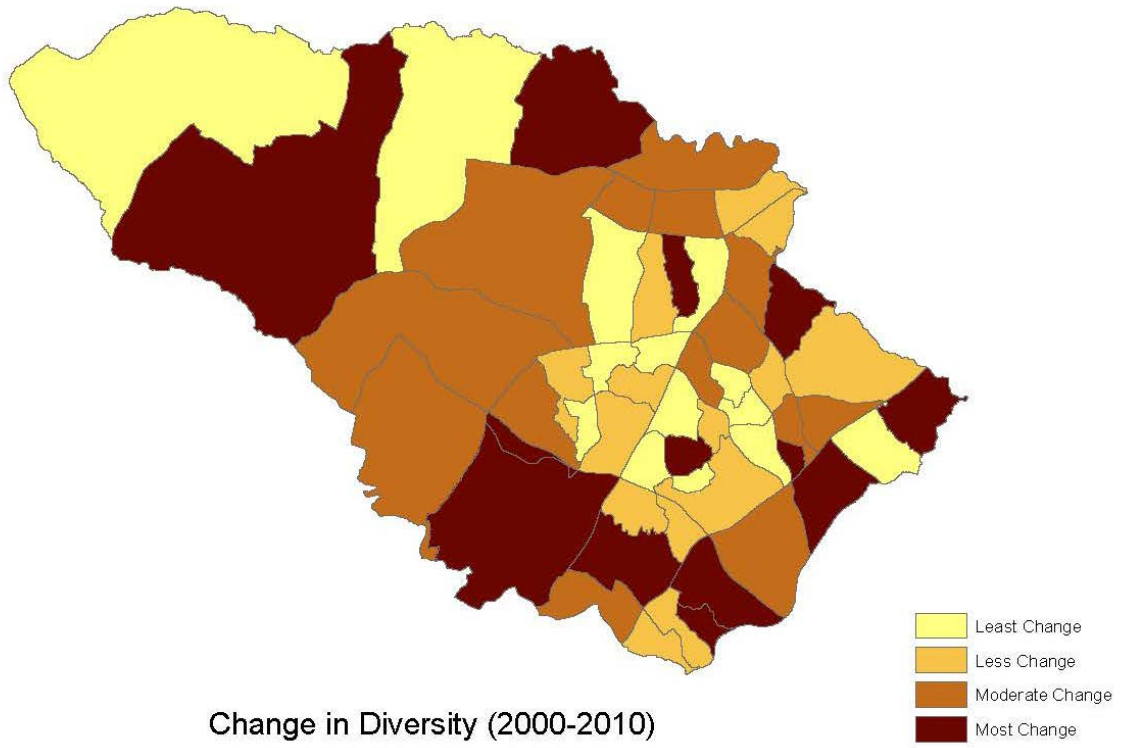 Least Change
Less Change
Moderate Change
Most Change
Change in Diversity (2000-2010)